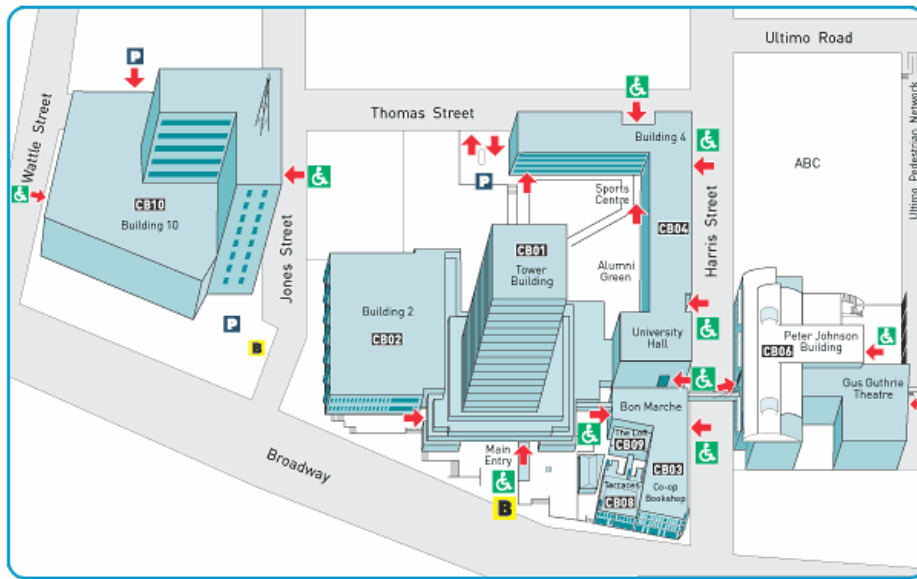 Ultimo Road
P
Thomas Street
Wattle Street
Building 4
Ultimo Pedestrian Network
ABC
P
Sports
Centre
CB10
Building 10
Jones Street
CB04
Harris Street
CB01
Tower
Building
Alumni
Green
Building 2
CB02
P
B
University
Hall
Peter Johnson
Building
CB06
Gus Guthrie
Theatre
Bon Marche
The Loft
CB09
Main
Entry
Broadway
CB03
Terraces
Co-op
Bookshop
CB08
B